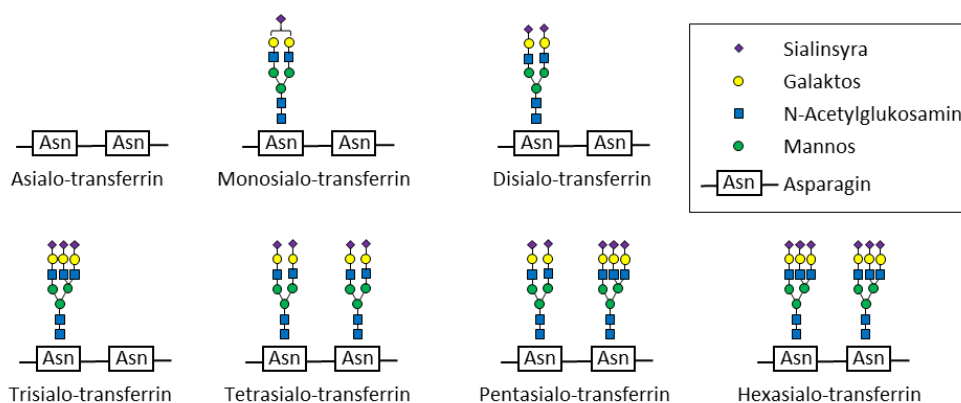 Asn Asn
Asialo-transferrin
Asn Asn
Monosialo-transferrin
Asn Asn
Disialo-transferrin
Sialinsyra
Galaktos
N-Acetylglukosamin
Mannos
Asn Asparagin
Asn Asn
Trisialo-transferrin
Asn Asn
Tetrasialo-transferrin
Asn Asn
Pentasialo-transferrin
Asn Asn
Hexasialo-transferrin